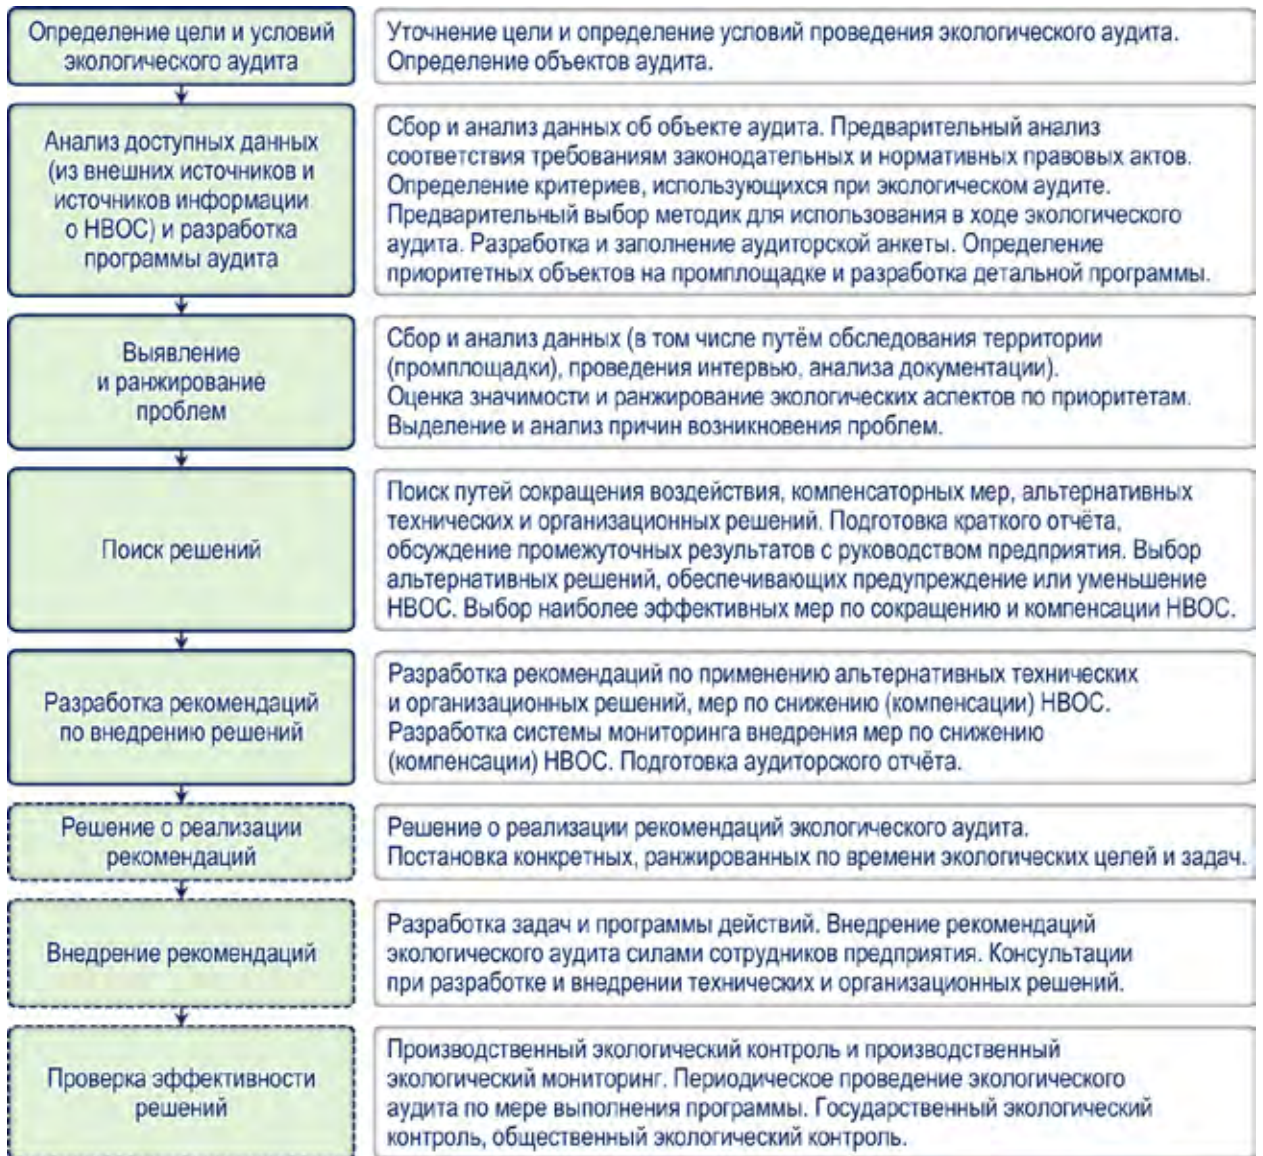 Определение цели и условий
экологического аудита
Уточнение цели и определение условий проведения экологического аудита.
Определение объектов аудита.
Анализ доступных данных
(из внешних источников и
источников информации
о НВОС) и разработка
программы аудита
Сбор и анализ данных об объекте аудита. Предварительный анализ
соответствия требованиям законодательных и нормативных правовых актов.
Определение критериев, использующихся при экологическом аудите.
Предварительный выбор методик для использования в ходе экологического
аудита. Разработка и заполнение аудиторской анкеты. Определение
приоритетных объектов на промплощадке и разработка детальной программы.
Выявление
и ранжирование
проблем
Сбор и анализ данных (в том числе путём обследования территории
(промплощадки), проведения интервью, анализа документации).
Оценка значимости и ранжирование экологических аспектов по приоритетам.
Выделение и анализ причин возникновения проблем.
Поиск решений
Поиск путей сокращения воздействия, компенсаторных мер, альтернативных
технических и организационных решений. Подготовка краткого отчёта,
обсуждение промежуточных результатов с руководством предприятия. Выбор
альтернативных решений, обеспечивающих предупреждение или уменьшение
НВОС. Выбор наиболее эффективных мер по сокращению и компенсации НВОС.
Разработка рекомендаций
по внедрению решений
Разработка рекомендаций по применению альтернативных технических
и организационных решений, мер по снижению (компенсации) НВОС.
Разработка системы мониторинга внедрения мер по снижению
(компенсации) НВОС. Подготовка аудиторского отчёта.
Решение о реализации
рекомендаций
Решение о реализации рекомендаций экологического аудита.
Постановка конкретных, ранжированных по времени экологических целей и задач.
Внедрение рекомендаций
Разработка задач и программы действий. Внедрение рекомендаций
экологического аудита силами сотрудников предприятия. Консультации
при разработке и внедрении технических и организационных решений.
Проверка эффективности
решений
Производственный экологический контроль и производственный
экологический мониторинг. Периодическое проведение экологического
аудита по мере выполнения программы. Государственный экологический
контроль, общественный экологический контроль.